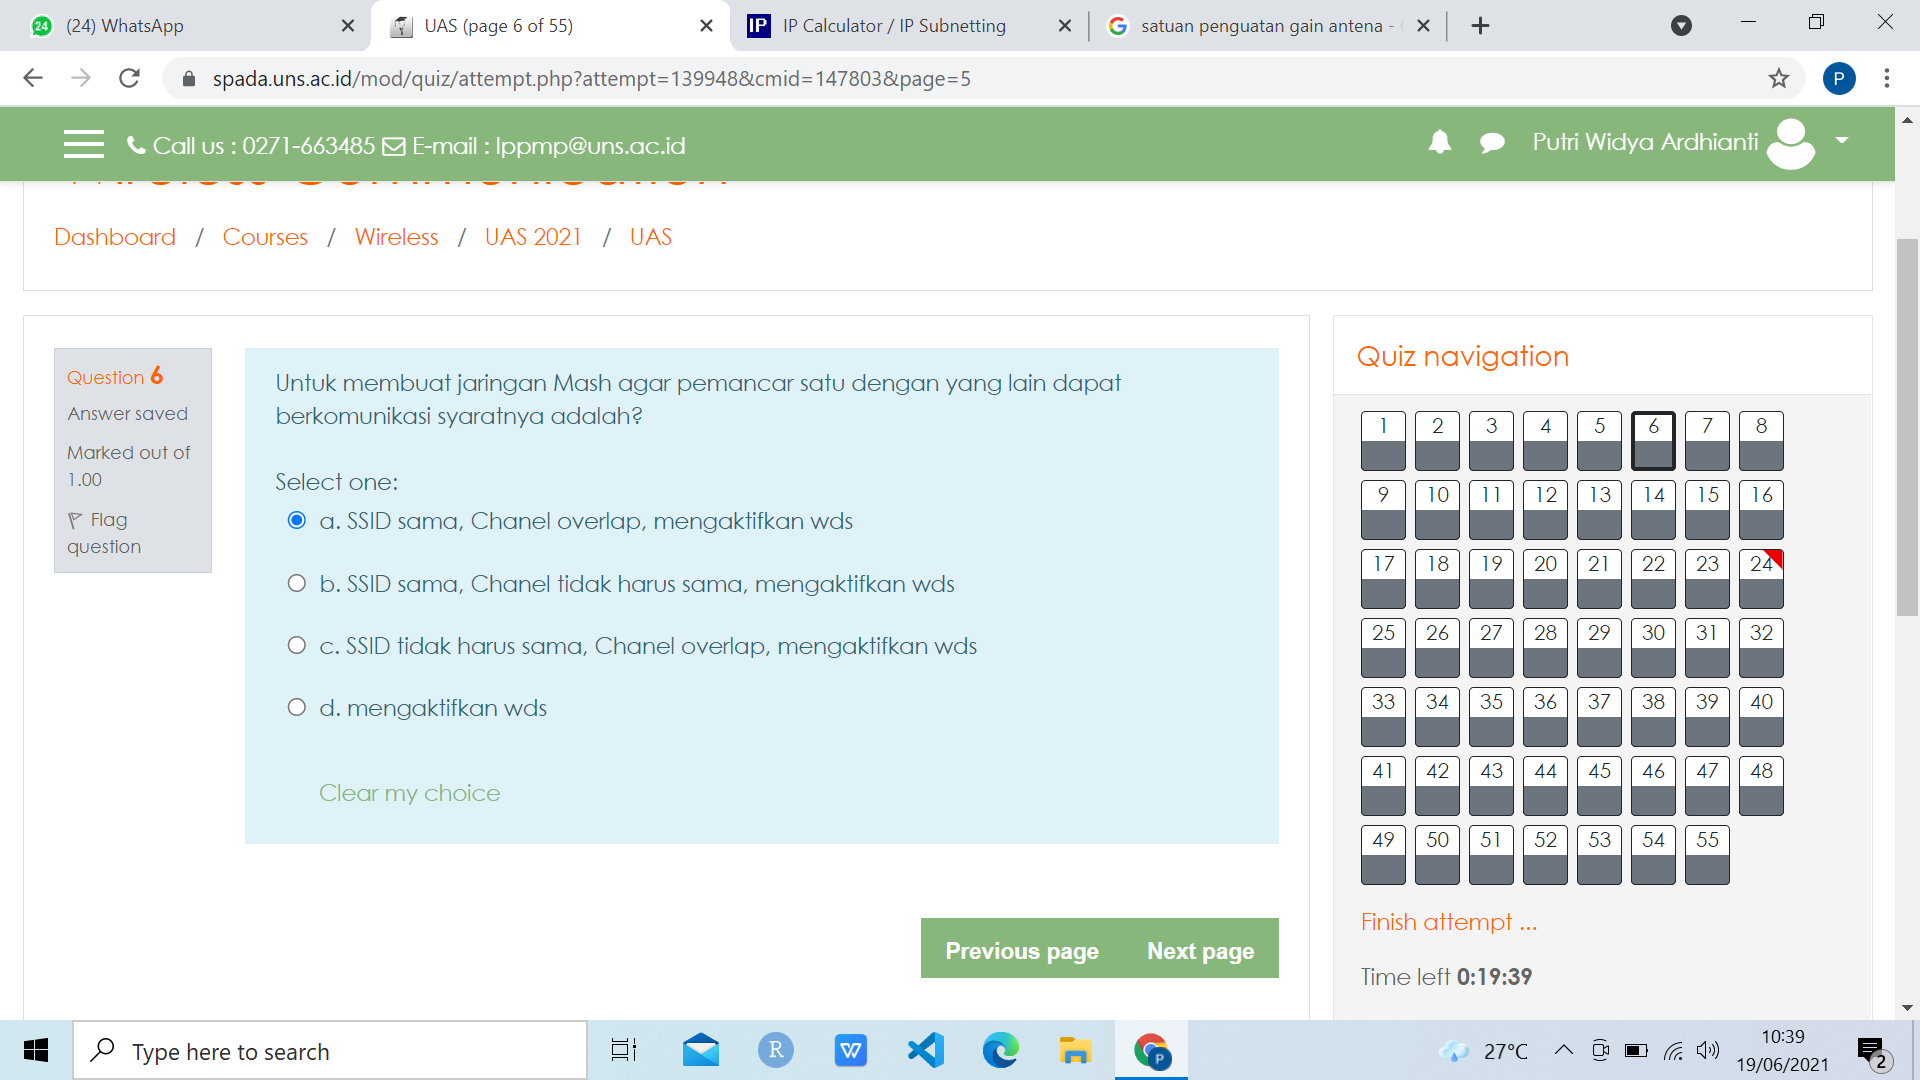 24 (24) WhatsApp
UAS (page 6 of 55)
IP IP Calculator / IP Subnetting
satuan penguatan gain antena -
spada.uns.ac.id/mod/quiz/attempt.php?attempt=139948&cmid=147803&page=5
P
Call us : 0271-663485 E-mail : lppmp@uns.ac.id
Putri Widya Ardhianti
Dashboard / Courses / Wireless / UAS 2021 / UAS
Question 6
Answer saved
Marked out of
1.00
Flag
question
Untuk membuat jaringan Mash agar pemancar satu dengan yang lain dapat
berkomunikasi syaratnya adalah?
Select one:
a. SSID sama, Chanel overlap, mengaktifkan wds
b. SSID sama, Chanel tidak harus sama, mengaktifkan wds
c. SSID tidak harus sama, Chanel overlap, mengaktifkan wds
d. mengaktifkan wds
Clear my choice
Previous page Next page
Quiz navigation
1 2 3 4 5 6 7 8
9 10 11 12 13 14 15 16
17 18 19 20 21 22 23 24
25 26 27 28 29 30 31 32
33 34 35 36 37 38 39 40
41 42 43 44 45 46 47 48
49 50 51 52 53 54 55
Finish attempt ...
Time left 0:19:39
Type here to search
R
W
P
27°C
10:39
19/06/2021
2